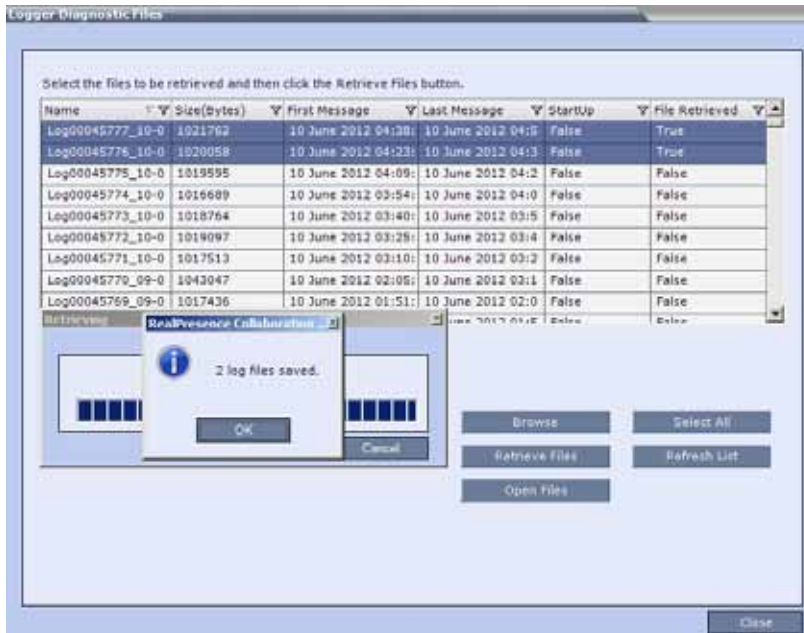 Logger Diagnostic Files
Select the files to be retrieved and then click the Retrieve Files button.
Name Size(Bytes) First Message Last Message StartUp File Retrieved
Log00045777_10-0 1021762 10 June 2012 04:38: 10 June 2012 04:5 False True
Log00045776_10-0 1020058 10 June 2012 04:23: 10 June 2012 04:3 False True
Log00045775_10-0 1019595 10 June 2012 04:09: 10 June 2012 04:2 False False
Log00045774_10-0 1016689 10 June 2012 03:54: 10 June 2012 04:0 False False
Log00045773_10-0 1018764 10 June 2012 03:40: 10 June 2012 03:5 False False
Log00045772_10-0 1019097 10 June 2012 03:25: 10 June 2012 03:4 False False
Log00045771_10-0 1017513 10 June 2012 03:10: 10 June 2012 03:2 False False
Log00045770_09-0 1043047 10 June 2012 02:05: 10 June 2012 03:1 False False
Log00045769_09-0 1017436 10 June 2012 01:51: 10 June 2012 02:0 False False
Retrieving
RealPresence Collaboration ...
2 log files saved.
OK
Cancel
Browse Select All
Retrieve Files Refresh List
Open Files
Close